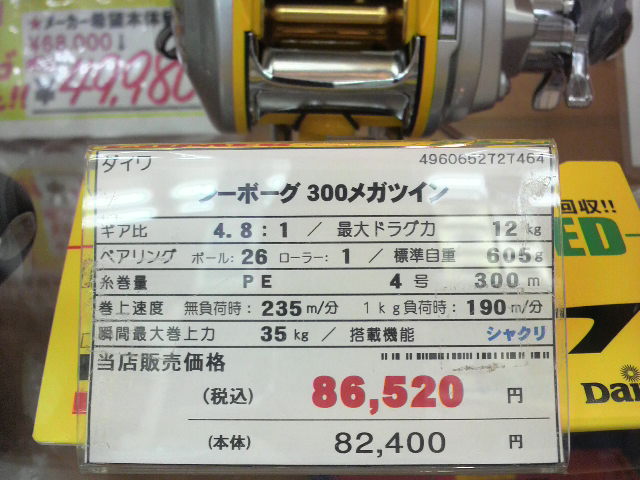 ★メーカー希望本体
¥68,000↓
49,980
ダイワ 4960652727464
シーボーグ 300メガツイン
ギア比 4.8:1 / 最大ドラグ力 12 kg
ベアリング ボール:26 ローラー:1 / 標準自重 605g
糸巻量 PE 4号 300m
巻上速度 無負荷時:235m/分 1kg負荷時:190m/分
瞬間最大巻上力 35kg / 搭載機能 シャクリ
当店販売価格
(税込) 86,520 円
(本体) 82,400 円
回収!!
ED